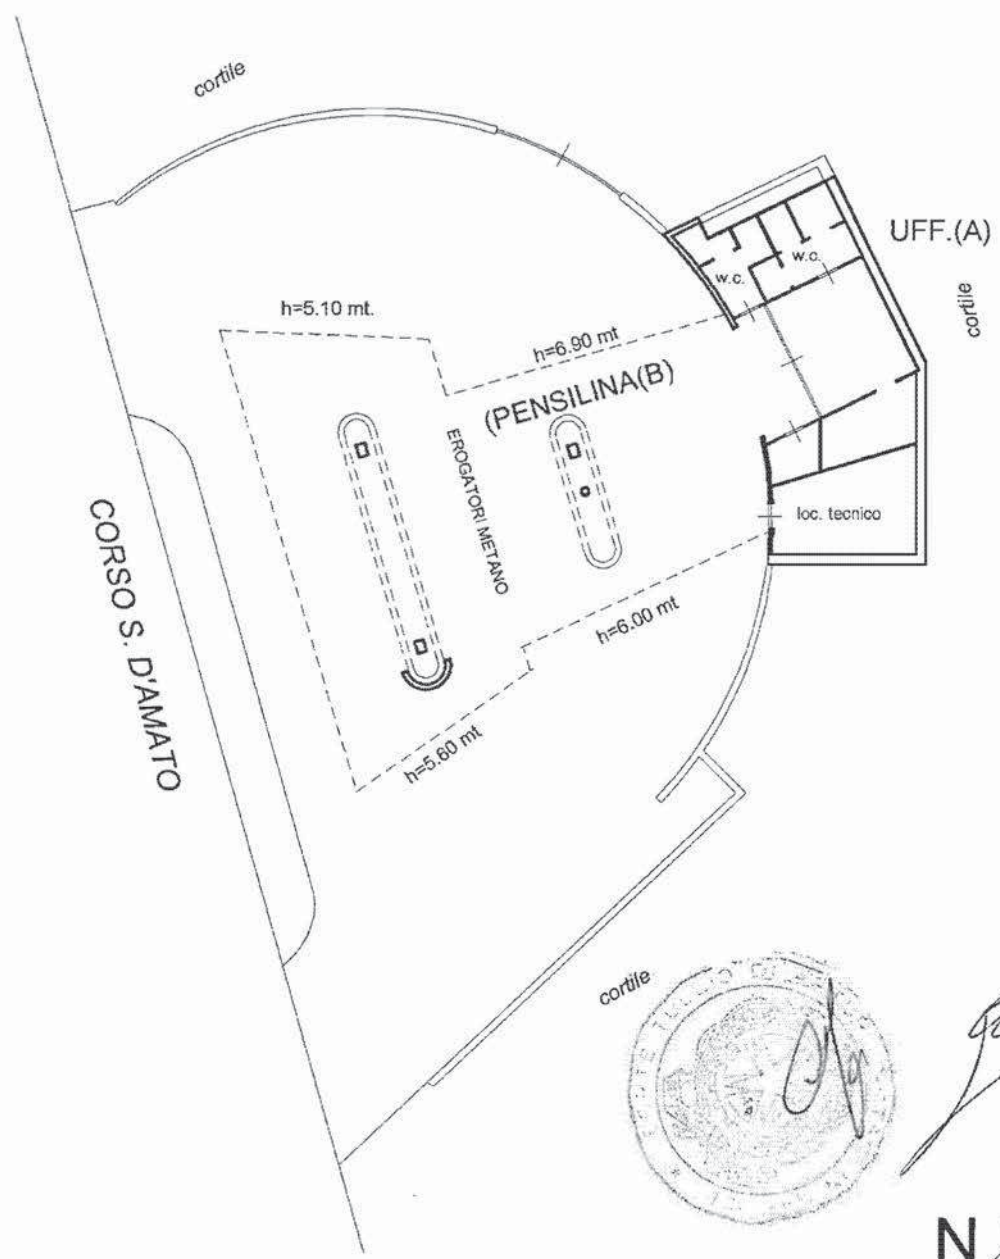 cortile
UFF.(A)
w.c.
w.c.
cortile
h=5.10 mt.
h=6.90 mt
(PENSILINA(B)
EROGATORI METANO
loc. tecnico
CORSO S. D'AMATO
h=6.00 mt
h=5.60 mt
cortile
N